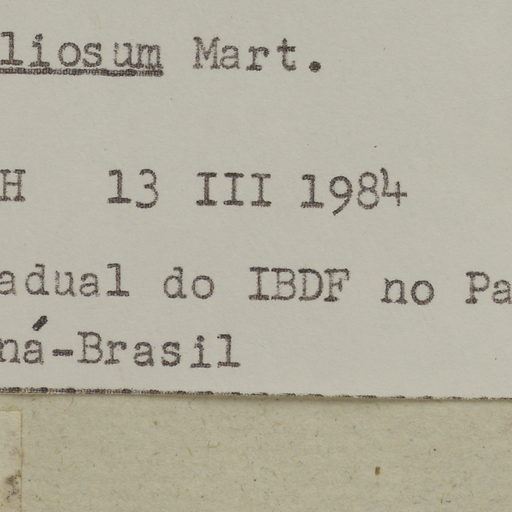 liosum Mart.
H 13 III 1984
adual do IBDF no Pa
ná-Brasil